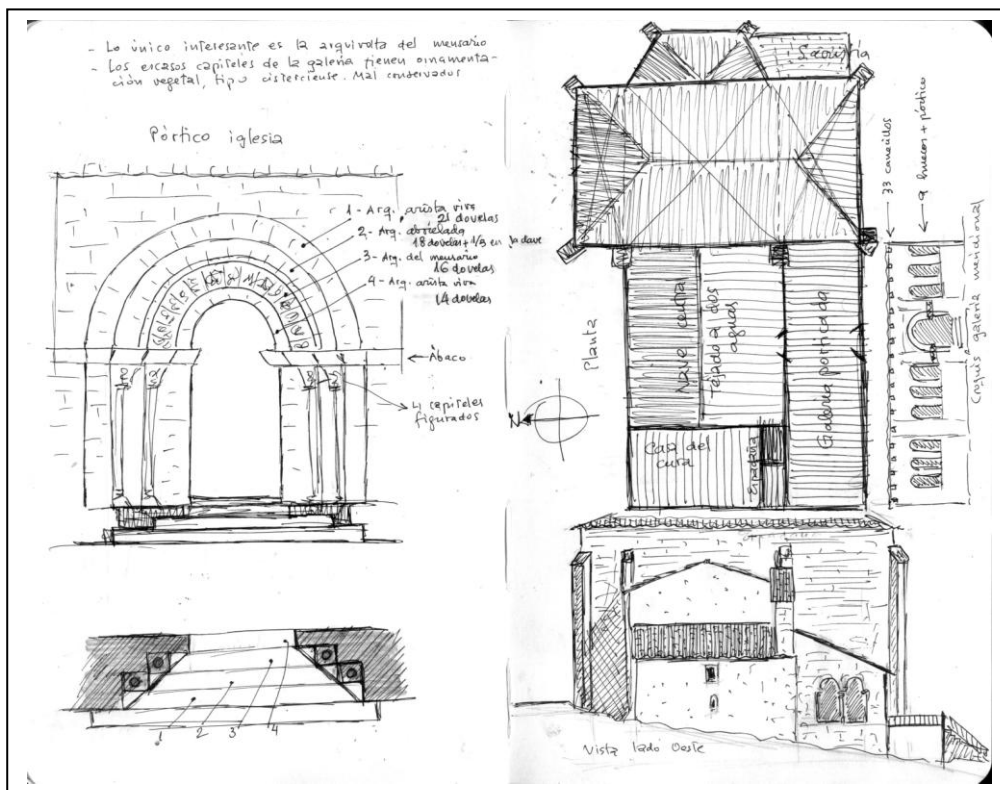 - Lo único interesante es la arquivolta del mensario
- Los escasos capiteles de la galería tienen ornamenta-
ción vegetal, tipo cisterciense. Mal conservados
Pórtico iglesia
1 - Arq. arista viva
21 dovelas
2 - Arq. abocelada
18 dovelas + 1/3 en la clave
3 - Arq. del mensario
16 dovelas
4 - Arq. arista viva
14 dovelas
Ábaco
4 capiteles
figurados
1 2 3 4
Sacristía
33 canecillos
9 huecos + pórtico
Croquis galería meridional
Planta
N
Nave central
Tejado a dos
aguas
Galería porticada
Casa del
cura
Espadaña
Vista lado Oeste